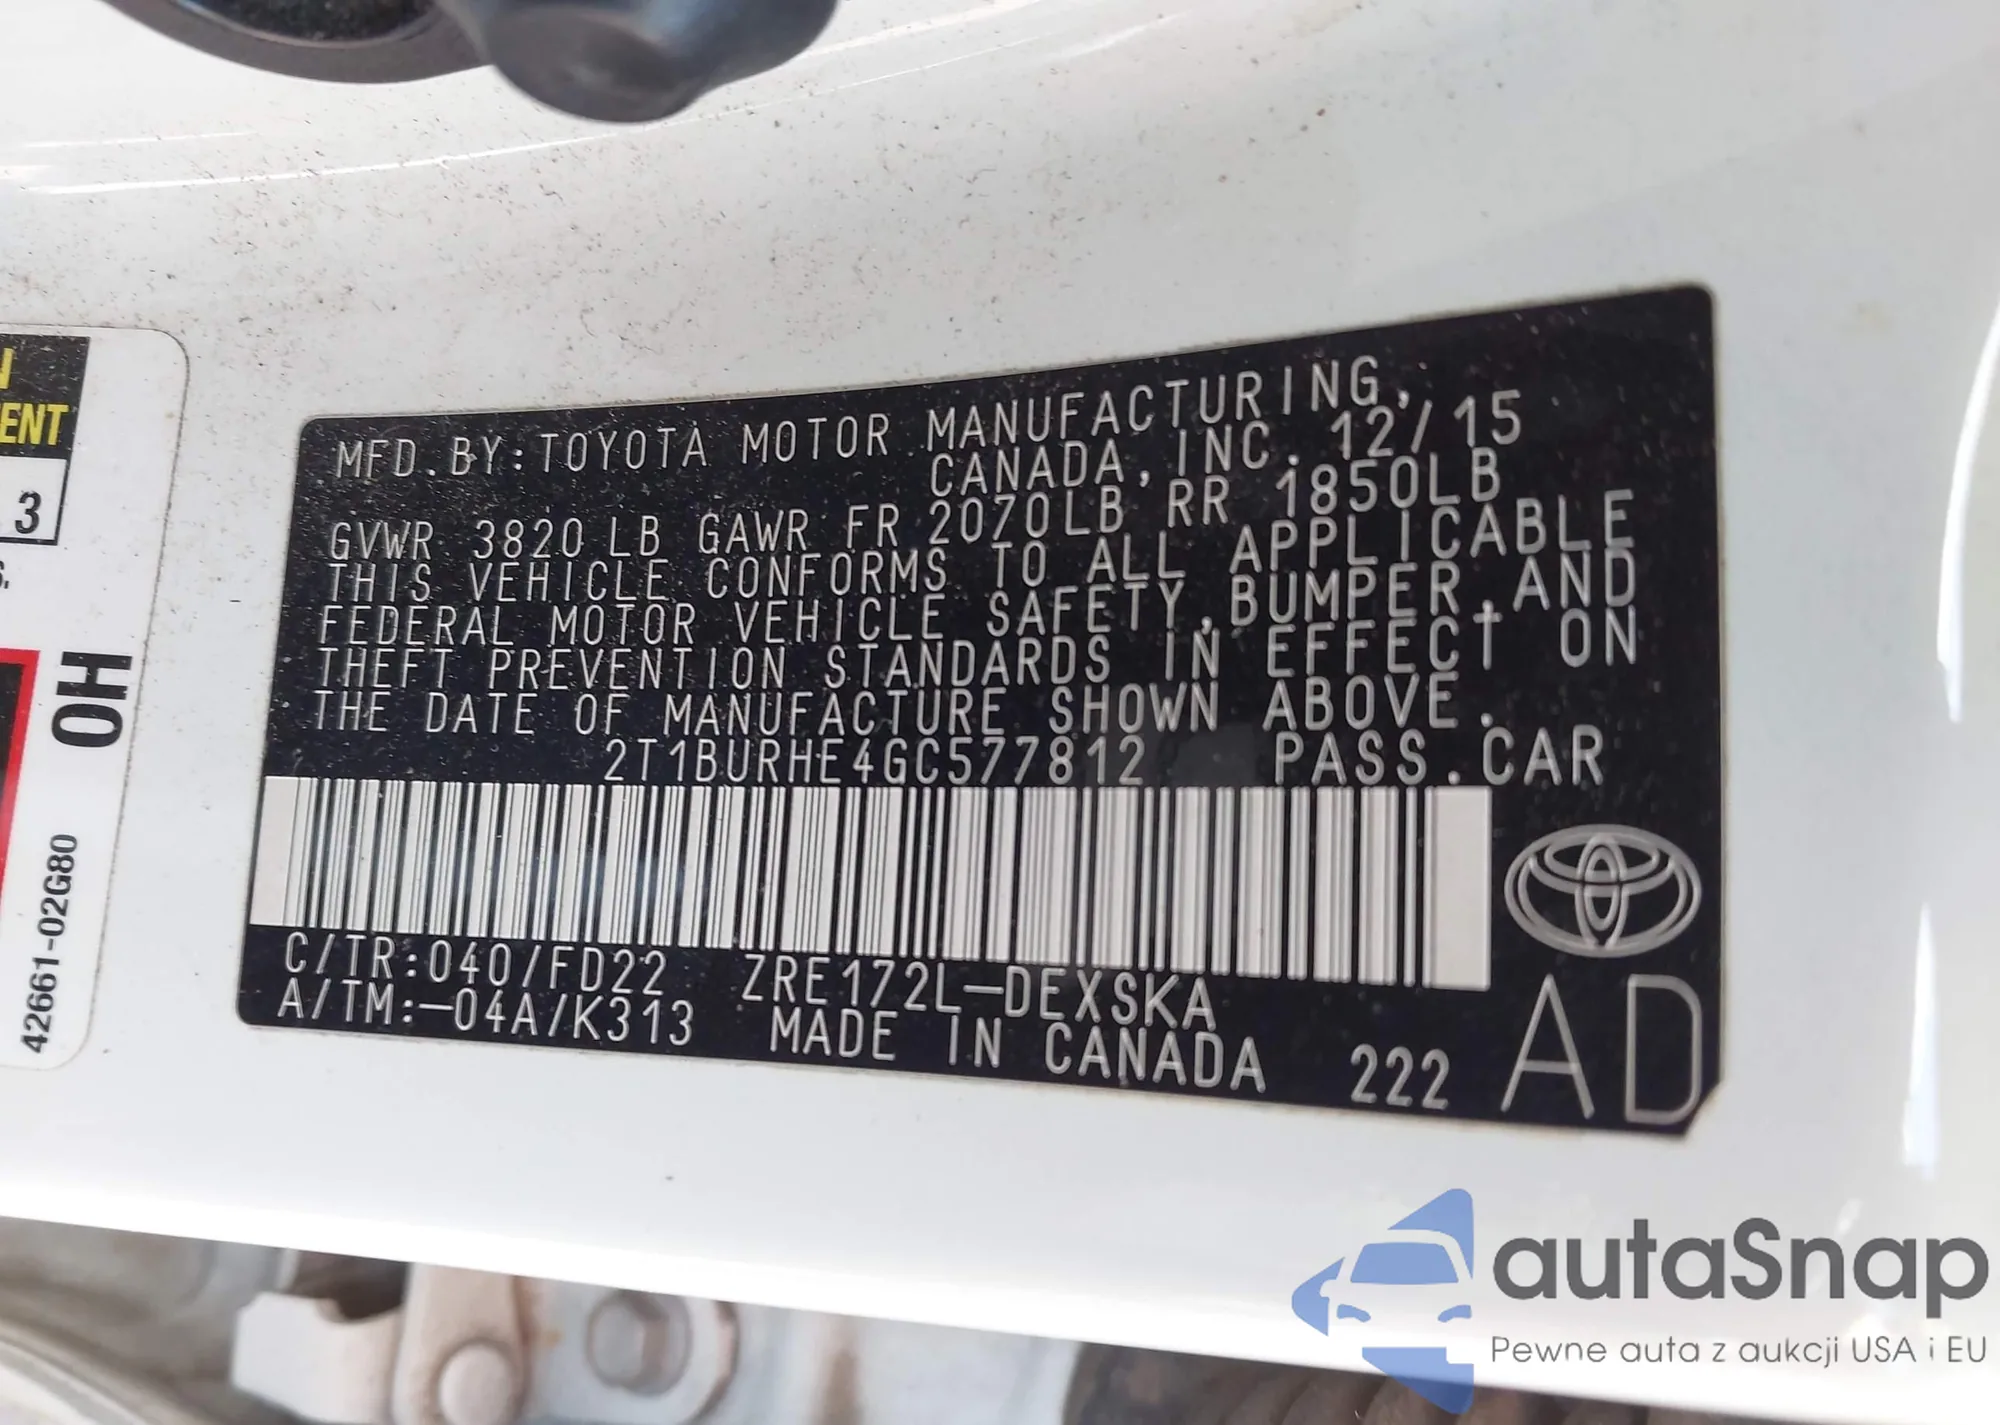 N
ENT
3
S.
OH
42661-02G80
MFD.BY:TOYOTA MOTOR MANUFACTURING,
CANADA,INC. 12/15
GVWR 3820 LB GAWR FR 2070LB RR 1850LB
THIS VEHICLE CONFORMS TO ALL APPLICABLE
FEDERAL MOTOR VEHICLE SAFETY,BUMPER,AND
THEFT PREVENTION STANDARDS IN EFFECT ON
THE DATE OF MANUFACTURE SHOWN ABOVE.
2T1BURHE4GC577812 PASS.CAR
C/TR:040/FD22 ZRE172L-DEXSKA
A/TM:-04A/K313 MADE IN CANADA 222 AD
autaSnap
Pewne auta z aukcji USA i EU